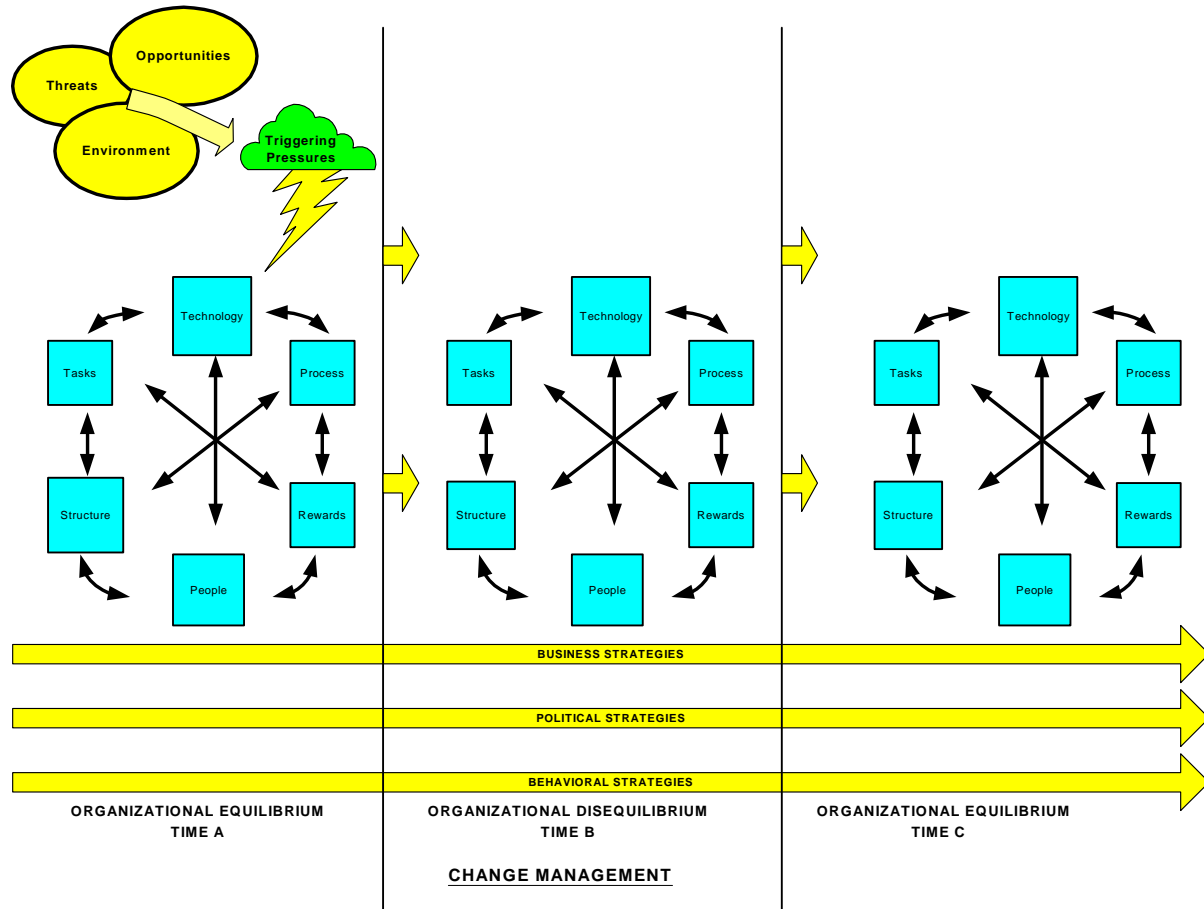 Opportunities
Threats
Environment
Triggering
Pressures
Technology
Tasks
Process
Structure
Rewards
People
Technology
Tasks
Process
Structure
Rewards
People
Technology
Tasks
Process
Structure
Rewards
People
BUSINESS STRATEGIES
POLITICAL STRATEGIES
BEHAVIORAL STRATEGIES
ORGANIZATIONAL EQUILIBRIUM
TIME A
ORGANIZATIONAL DISEQUILIBRIUM
TIME B
ORGANIZATIONAL EQUILIBRIUM
TIME C
CHANGE MANAGEMENT